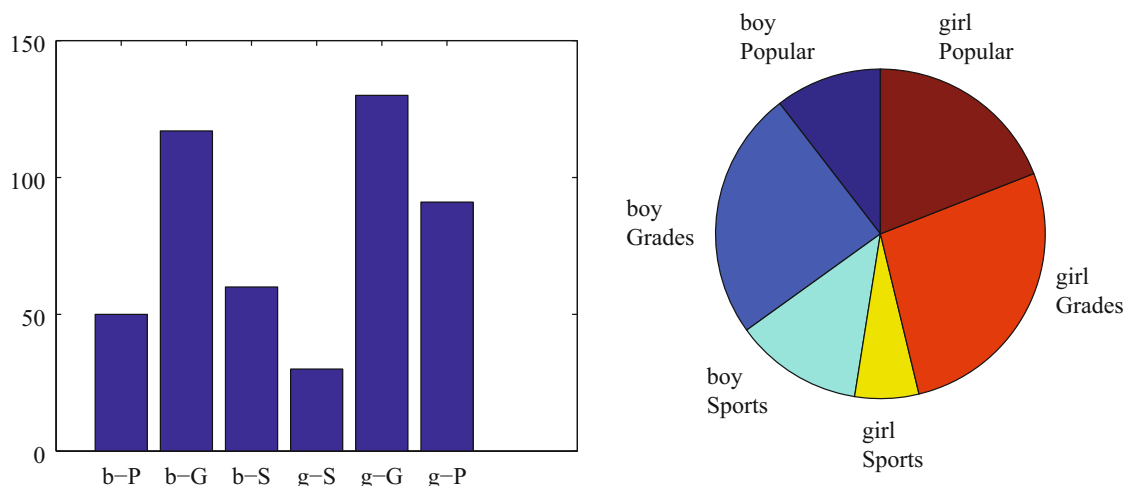 150
100
50
0
b−P b−G b−S g−S g−G g−P
boy
Popular
girl
Popular
boy
Grades
girl
Grades
boy
Sports
girl
Sports